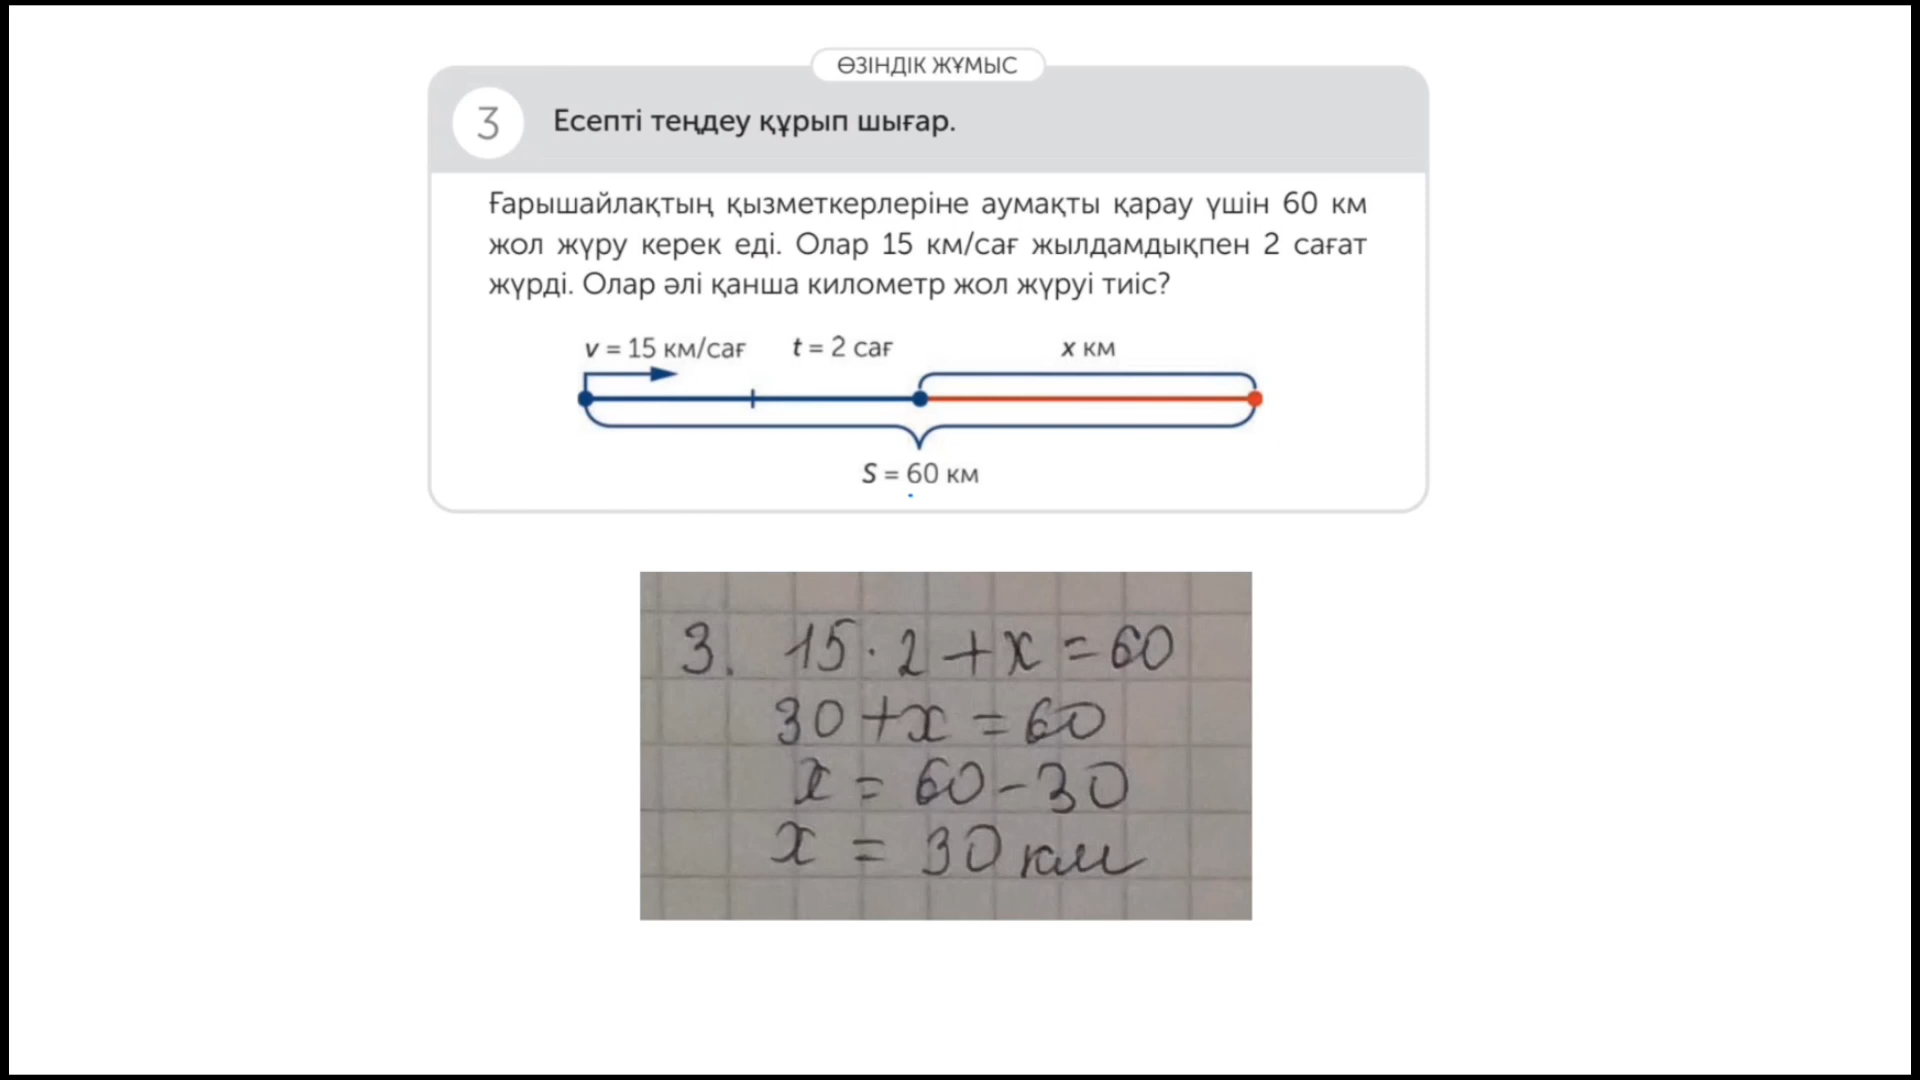 ӨЗІНДІК ЖҰМЫС
3 Есепті теңдеу құрып шығар.
Ғарышайлақтың қызметкерлеріне аумақты қарау үшін 60 км
жол жүру керек еді. Олар 15 км/сағ жылдамдықпен 2 сағат
жүрді. Олар әлі қанша километр жол жүруі тиіс?
v = 15 км/сағ t = 2 сағ x км
S = 60 км
3. 15 · 2 + x = 60
30 + x = 60
x = 60 - 30
x = 30 км